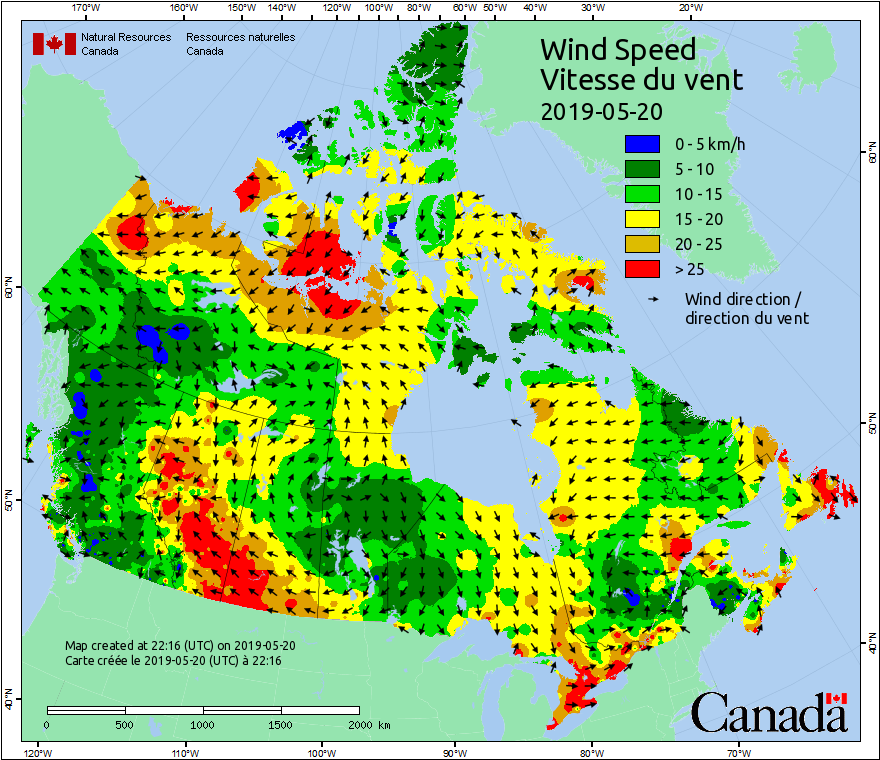 170°W 160°W 150°W 140°W 120°W 100°W 80°W 60°W 50°W 40°W 30°W 20°W
Natural Resources Ressources naturelles
Canada Canada
Wind Speed
Vitesse du vent
2019-05-20
0 - 5 km/h
5 - 10
10 - 15
15 - 20
20 - 25
> 25
Wind direction /
direction du vent
60°N
60°N
50°N
50°N
40°N
40°N
Map created at 22:16 (UTC) on 2019-05-20
Carte créée le 2019-05-20 (UTC) à 22:16
0 500 1000 1500 2000 km
Canada
120°W 110°W 100°W 90°W 80°W 70°W